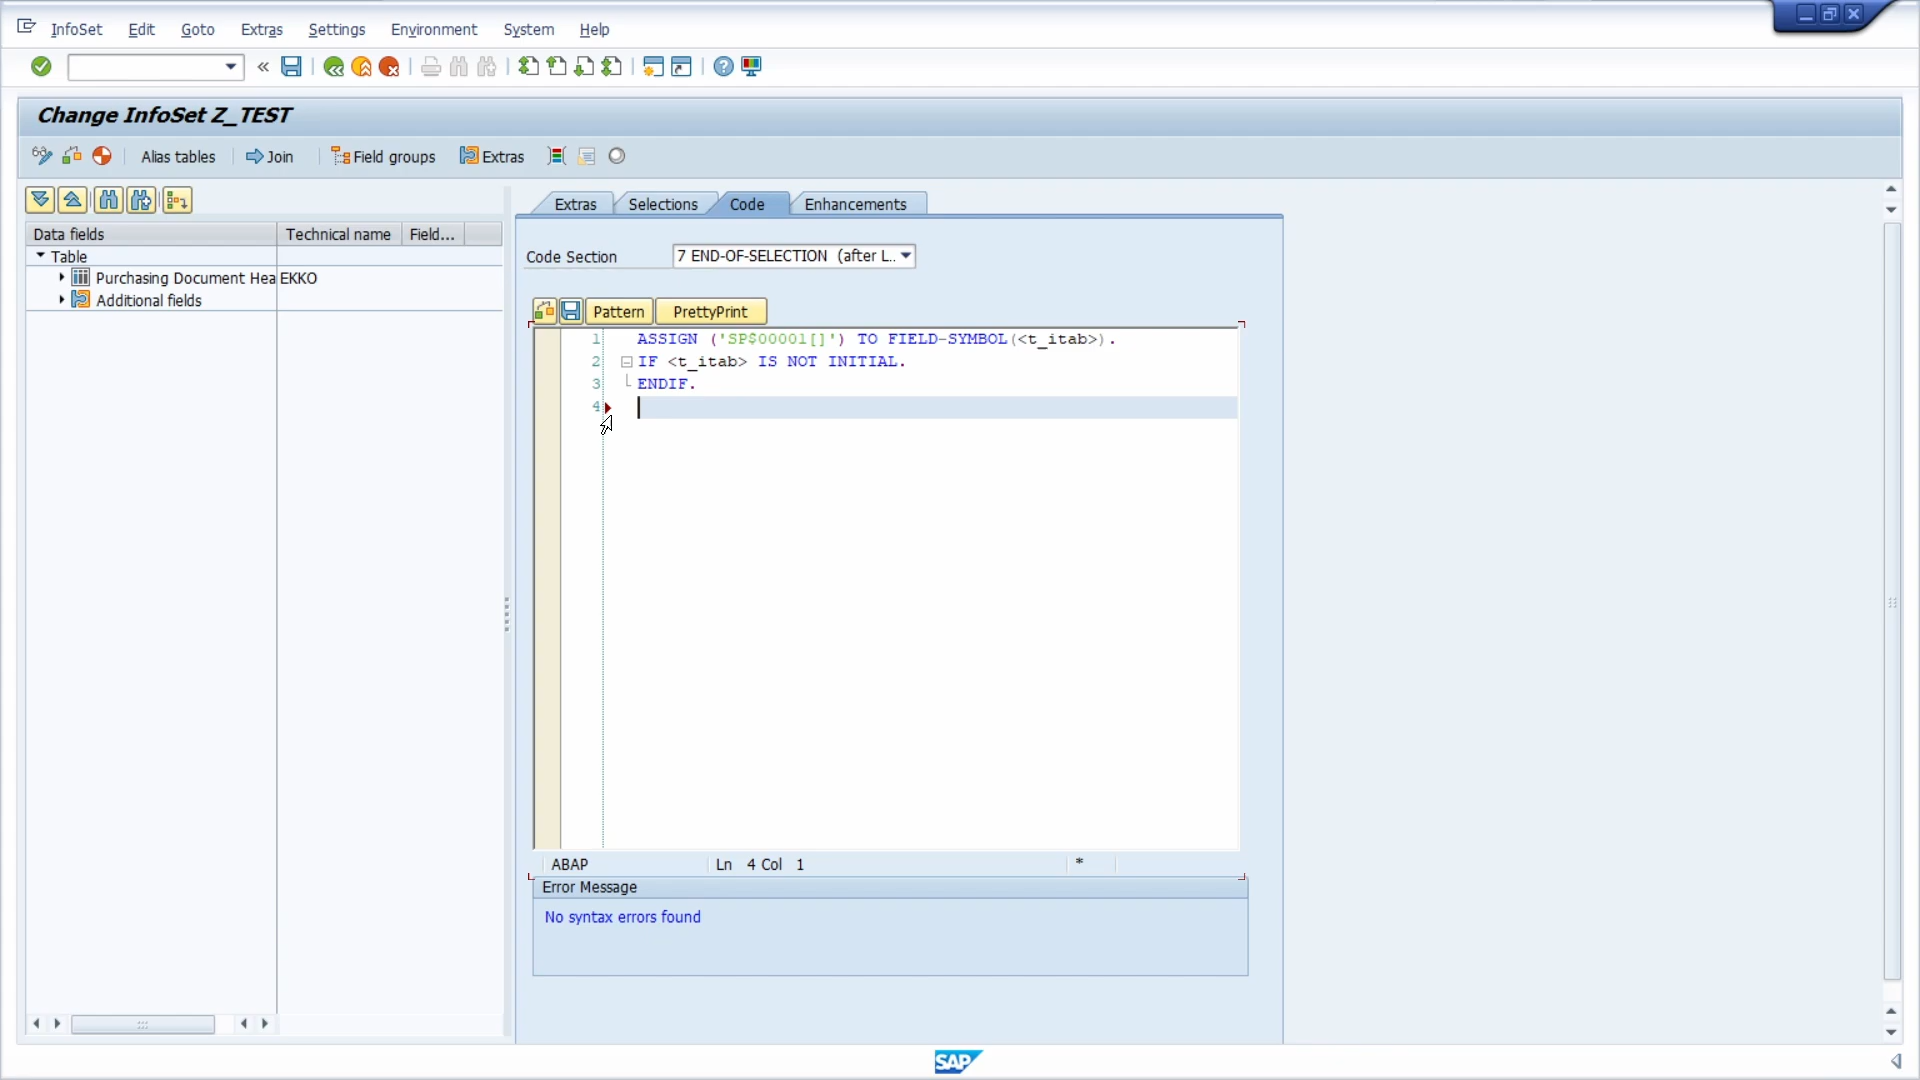 InfoSet Edit Goto Extras Settings Environment System Help
Change InfoSet Z_TEST
Alias tables Join Field groups Extras
Extras Selections Code Enhancements
Data fields Technical name Field...
Table
Purchasing Document Hea EKKO
Additional fields
Code Section 7 END-OF-SELECTION (after L..
Pattern PrettyPrint
1 ASSIGN ('SP$00001[]') TO FIELD-SYMBOL(<t_itab>).
2 IF <t_itab> IS NOT INITIAL.
3 ENDIF.
4
ABAP Ln 4 Col 1 *
Error Message
No syntax errors found
SAP